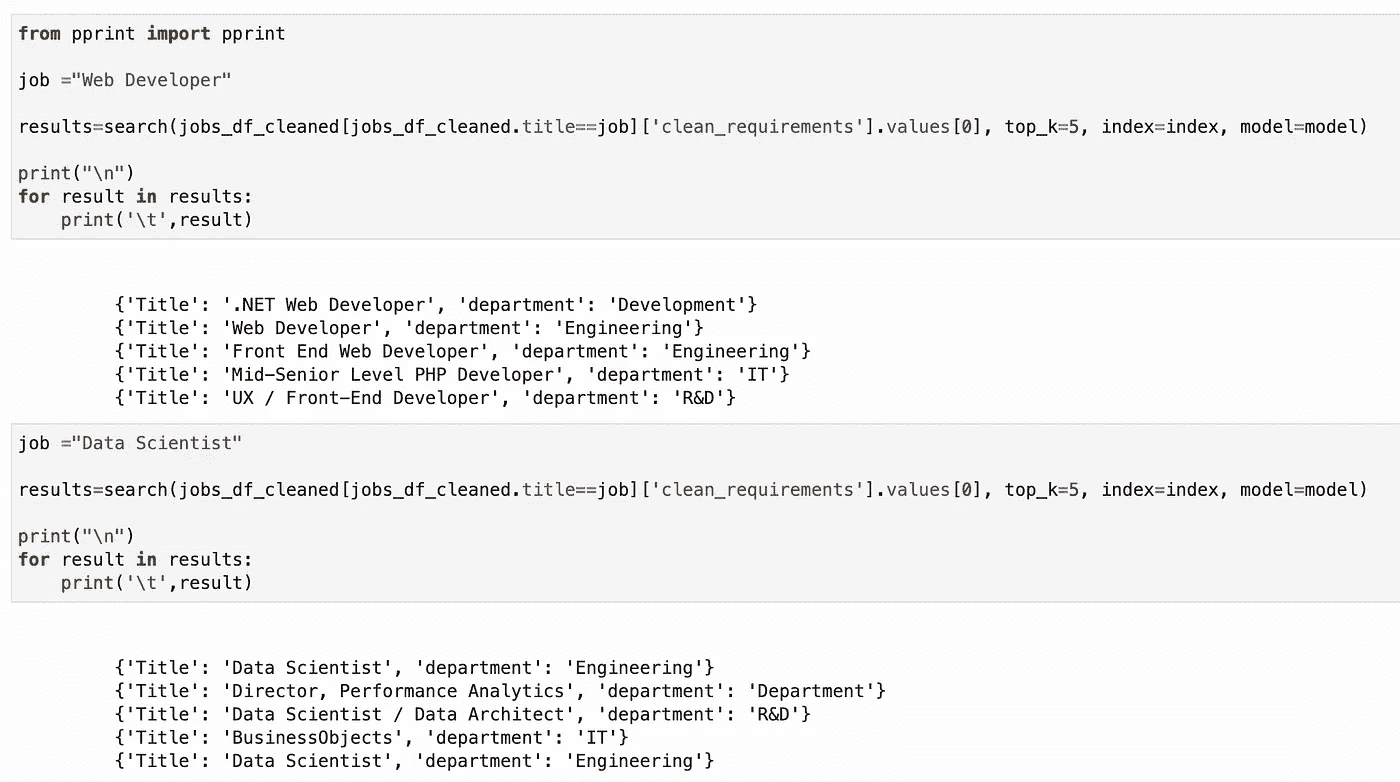 from pprint import pprint
job ="Web Developer"
results=search(jobs_df_cleaned[jobs_df_cleaned.title==job]['clean_requirements'].values[0], top_k=5, index=index, model=model)
print("\n")
for result in results:
    print('\t',result)
{'Title': '.NET Web Developer', 'department': 'Development'}
{'Title': 'Web Developer', 'department': 'Engineering'}
{'Title': 'Front End Web Developer', 'department': 'Engineering'}
{'Title': 'Mid-Senior Level PHP Developer', 'department': 'IT'}
{'Title': 'UX / Front-End Developer', 'department': 'R&D'}
job ="Data Scientist"
results=search(jobs_df_cleaned[jobs_df_cleaned.title==job]['clean_requirements'].values[0], top_k=5, index=index, model=model)
print("\n")
for result in results:
    print('\t',result)
{'Title': 'Data Scientist', 'department': 'Engineering'}
{'Title': 'Director, Performance Analytics', 'department': 'Department'}
{'Title': 'Data Scientist / Data Architect', 'department': 'R&D'}
{'Title': 'BusinessObjects', 'department': 'IT'}
{'Title': 'Data Scientist', 'department': 'Engineering'}